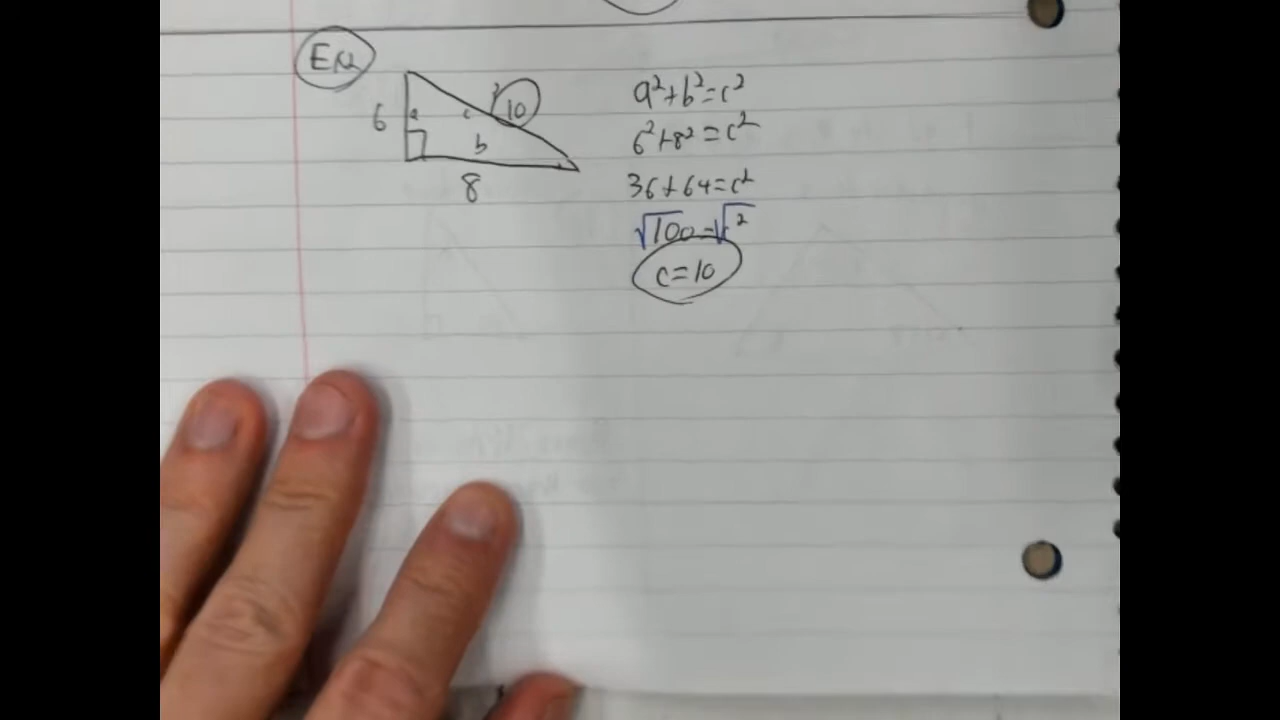 Ex
6
a
c
10
b
8
a²+b²=c²
6²+8²=c²
36+64=c²
√100=√c²
c=10